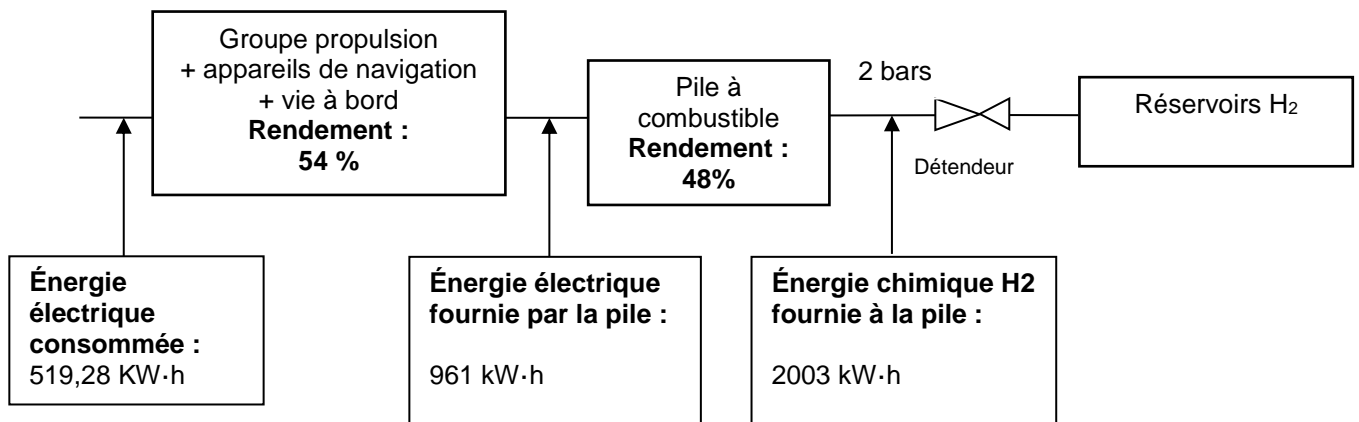 Groupe propulsion
+ appareils de navigation
+ vie à bord
Rendement :
54 %
Pile à
combustible
Rendement :
48%
2 bars
Détendeur
Réservoirs H₂
Énergie
électrique
consommée :
519,28 KW·h
Énergie électrique
fournie par la pile :
961 kW·h
Énergie chimique H2
fournie à la pile :
2003 kW·h